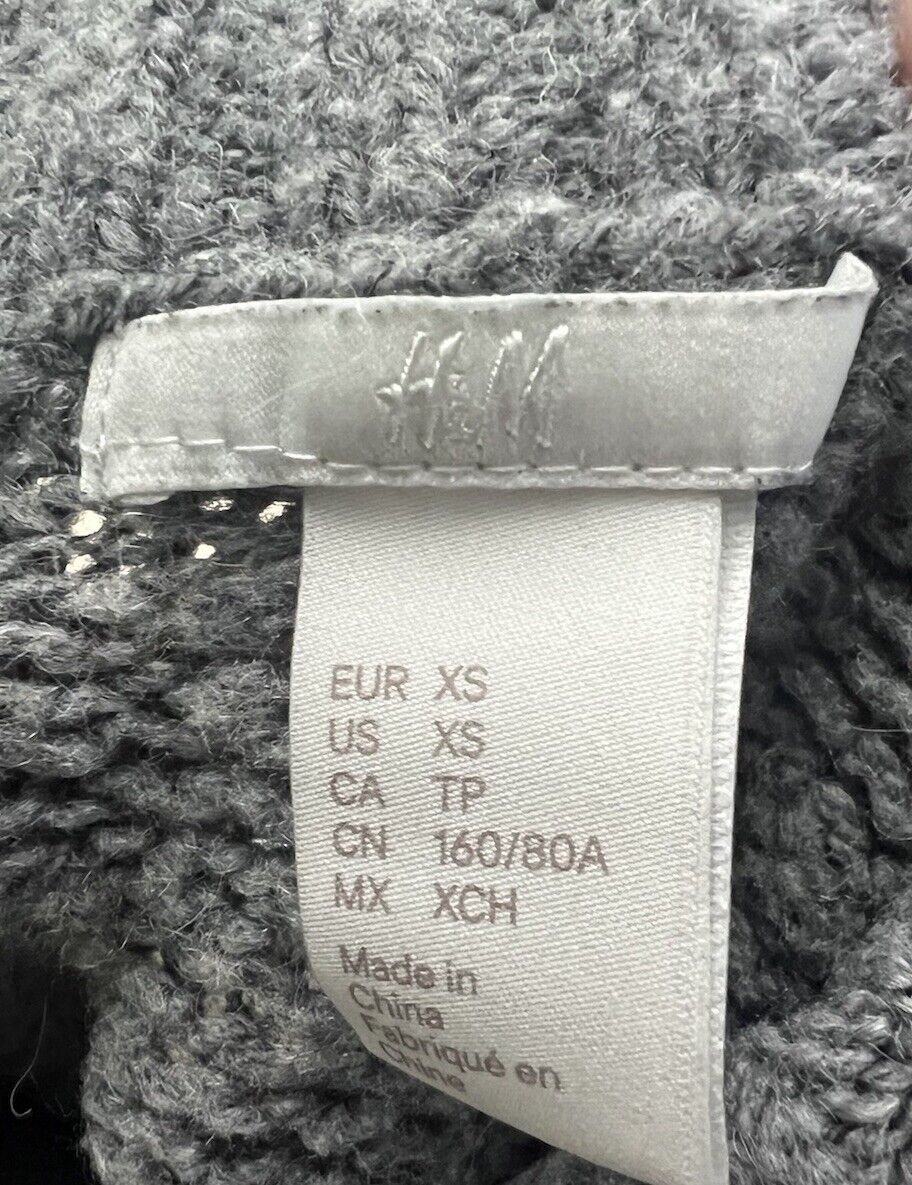 H&M
EUR XS
US XS
CA TP
CN 160/80A
MX XCH
Made in
China
Fabriqué en
Chine